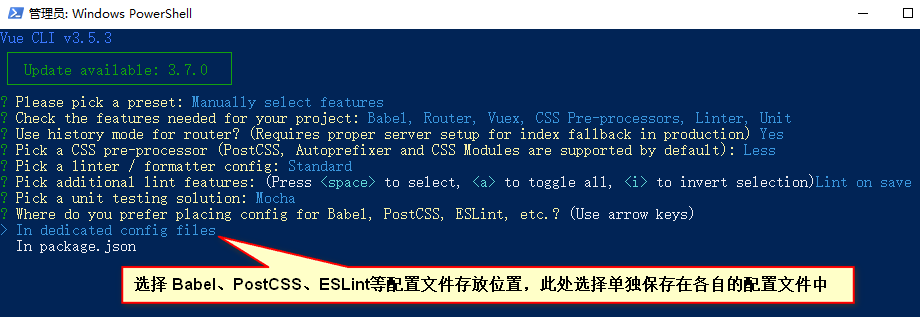 管理员: Windows PowerShell
Vue CLI v3.5.3
Update available: 3.7.0
? Please pick a preset: Manually select features
? Check the features needed for your project: Babel, Router, Vuex, CSS Pre-processors, Linter, Unit
? Use history mode for router? (Requires proper server setup for index fallback in production) Yes
? Pick a CSS pre-processor (PostCSS, Autoprefixer and CSS Modules are supported by default): Less
? Pick a linter / formatter config: Standard
? Pick additional lint features: (Press <space> to select, <a> to toggle all, <i> to invert selection)Lint on save
? Pick a unit testing solution: Mocha
? Where do you prefer placing config for Babel, PostCSS, ESLint, etc.? (Use arrow keys)
> In dedicated config files
In package.json
选择 Babel、PostCSS、ESLint等配置文件存放位置，此处选择单独保存在各自的配置文件中